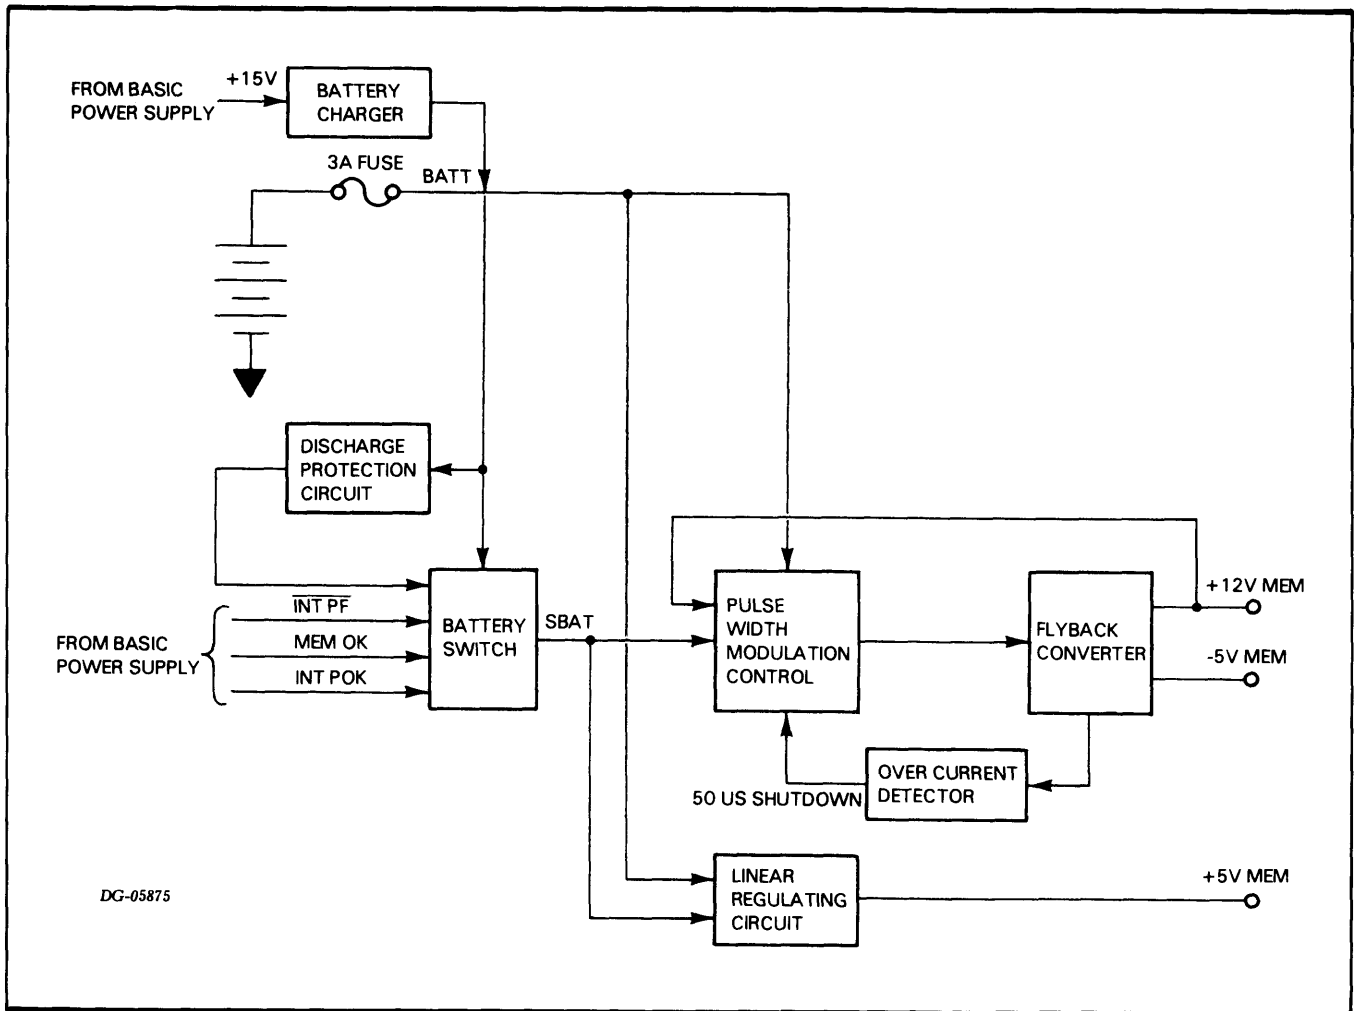 FROM BASIC
POWER SUPPLY
+15V
BATTERY
CHARGER
3A FUSE
BATT
DISCHARGE
PROTECTION
CIRCUIT
INT PF
MEM OK
INT POK
FROM BASIC
POWER SUPPLY
BATTERY
SWITCH
SBAT
PULSE
WIDTH
MODULATION
CONTROL
FLYBACK
CONVERTER
+12V MEM
-5V MEM
OVER CURRENT
DETECTOR
50 US SHUTDOWN
LINEAR
REGULATING
CIRCUIT
+5V MEM
DG-05875